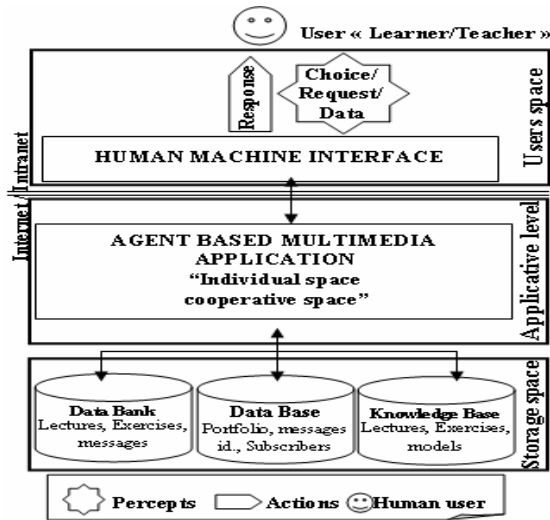 User « Learner/Teacher »
Response
Choice/
Request/
Data
Users space
HUMAN MACHINE INTERFACE
Internet / Intranet
AGENT BASED MULTIMEDIA
APPLICATION
“Individual space
cooperative space”
Applicative level
Data Bank
Lectures, Exercises,
messages
Data Base
Portfolio, messages
id., Subscribers
Knowledge Base
Lectures, Exercises,
models
Storage space
Percepts
Actions
Human user